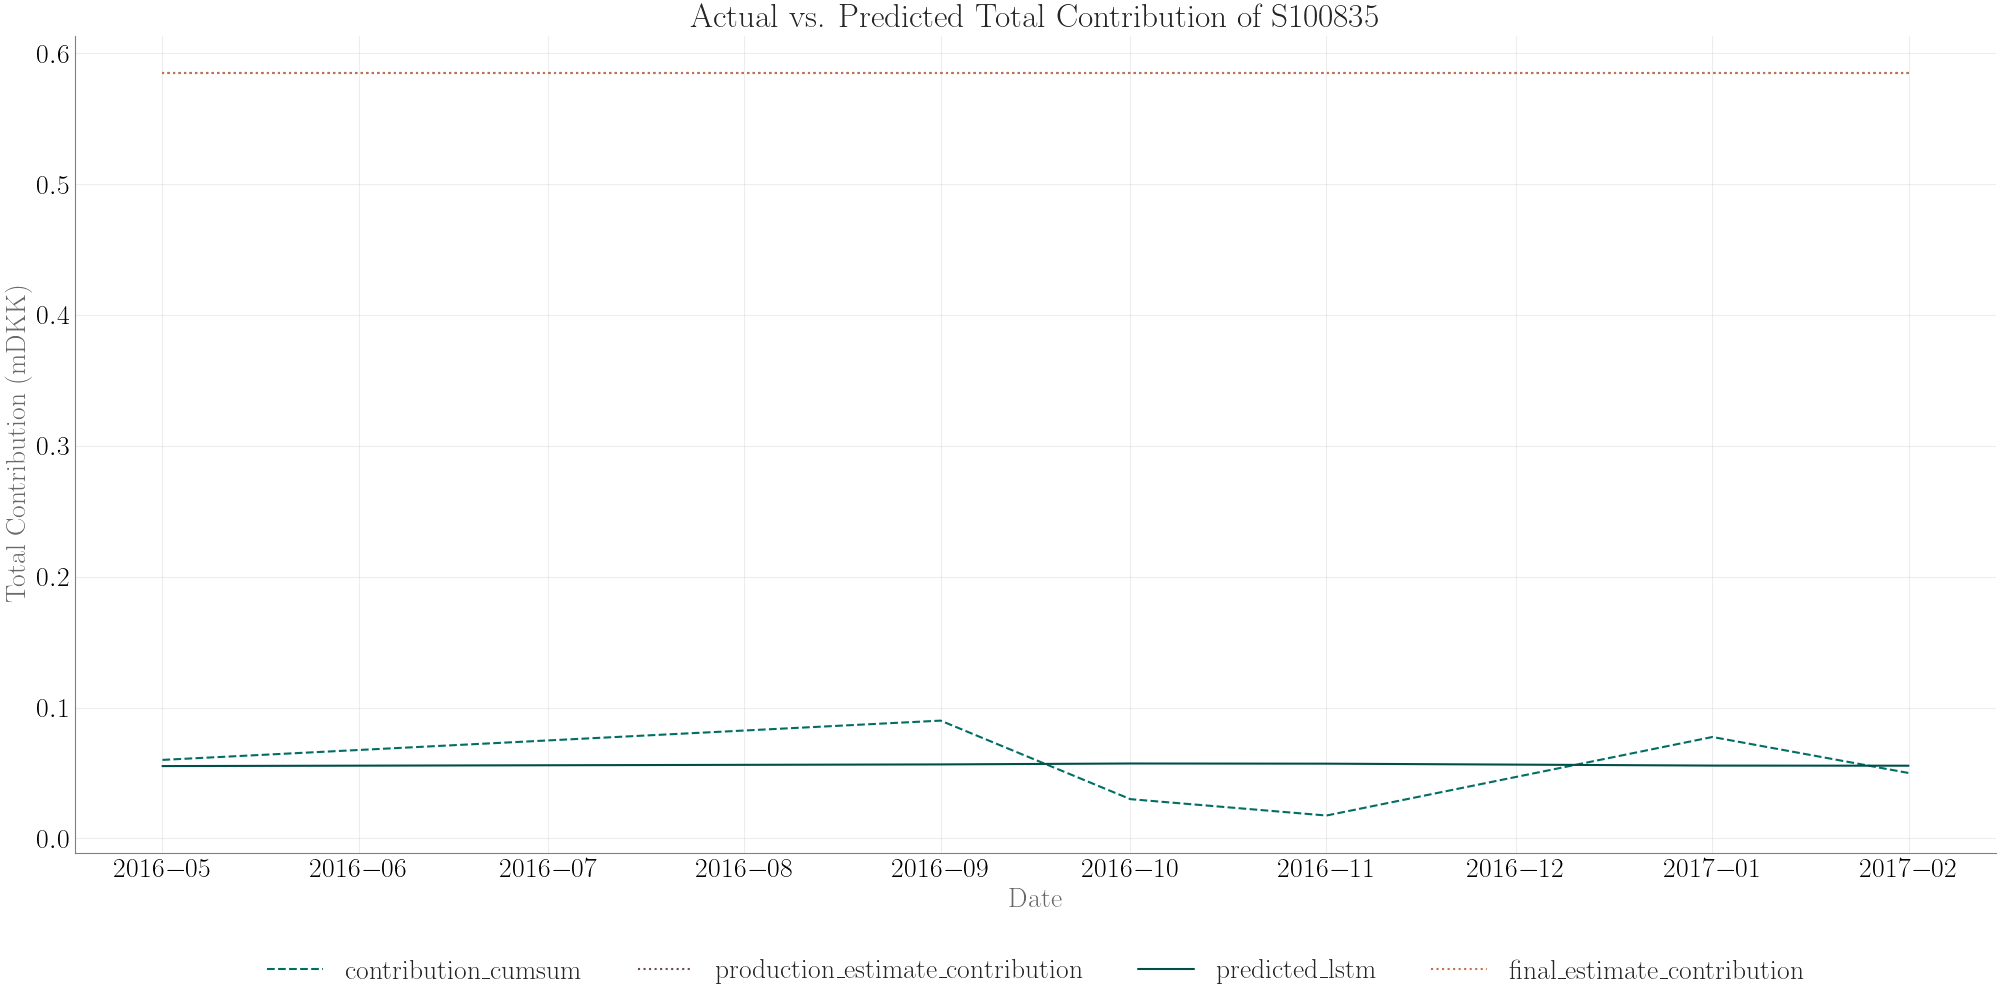 Actual vs. Predicted Total Contribution of S100835
Total Contribution (mDKK)
0.6
0.5
0.4
0.3
0.2
0.1
0.0
2016–05 2016–06 2016–07 2016–08 2016–09 2016–10 2016–11 2016–12 2017–01 2017–02
Date
contribution_cumsum production_estimate_contribution predicted_lstm final_estimate_contribution